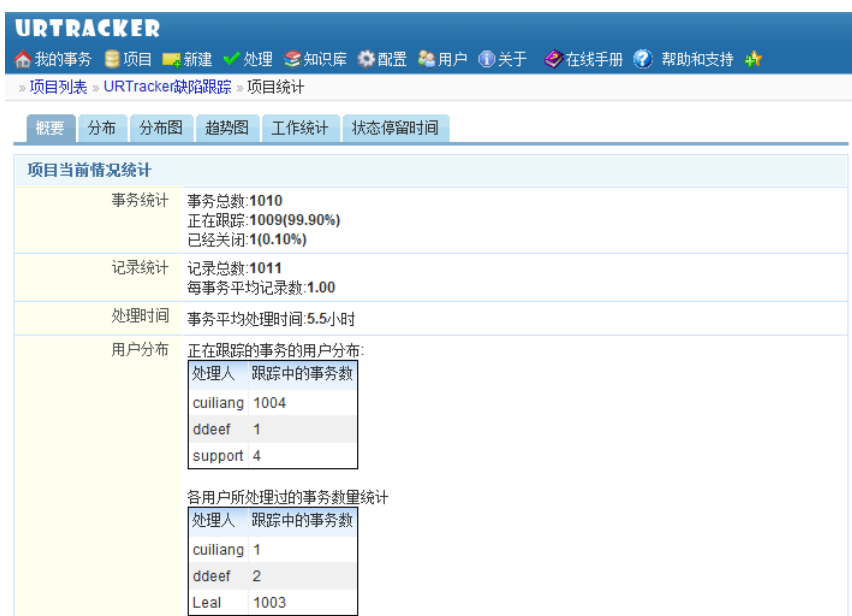 URTRACKER
我的事务 项目 新建 处理 知识库 配置 用户 关于 在线手册 帮助和支持
» 项目列表 » URTracker缺陷跟踪 » 项目统计
概要 分布 分布图 趋势图 工作统计 状态停留时间
项目当前情况统计
事务统计 事务总数:1010
正在跟踪:1009(99.90%)
已经关闭:1(0.10%)
记录统计 记录总数:1011
每事务平均记录数:1.00
处理时间 事务平均处理时间:5.5小时
用户分布 正在跟踪的事务的用户分布:
处理人 跟踪中的事务数
cuiliang 1004
ddeef 1
support 4
各用户所处理过的事务数量统计
处理人 跟踪中的事务数
cuiliang 1
ddeef 2
Leal 1003